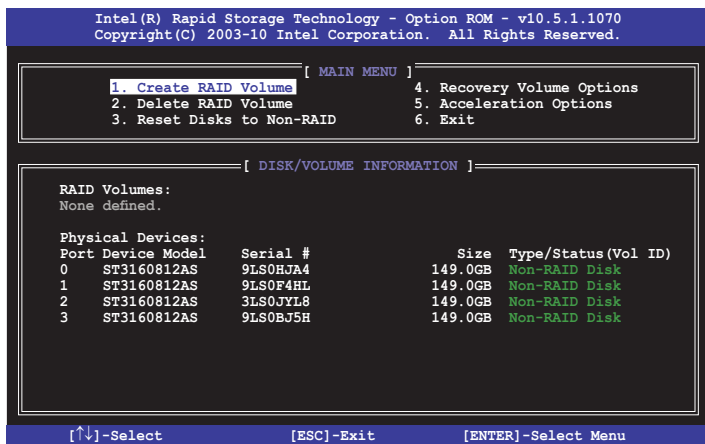 Intel(R) Rapid Storage Technology - Option ROM - v10.5.1.1070
Copyright(C) 2003-10 Intel Corporation. All Rights Reserved.
[ MAIN MENU ]
1. Create RAID Volume 4. Recovery Volume Options
2. Delete RAID Volume 5. Acceleration Options
3. Reset Disks to Non-RAID 6. Exit
[ DISK/VOLUME INFORMATION ]
RAID Volumes:
None defined.
Physical Devices:
Port Device Model Serial # Size Type/Status(Vol ID)
0 ST3160812AS 9LS0HJA4 149.0GB Non-RAID Disk
1 ST3160812AS 9LS0F4HL 149.0GB Non-RAID Disk
2 ST3160812AS 3LS0JYL8 149.0GB Non-RAID Disk
3 ST3160812AS 9LS0BJ5H 149.0GB Non-RAID Disk
[↑↓]-Select [ESC]-Exit [ENTER]-Select Menu